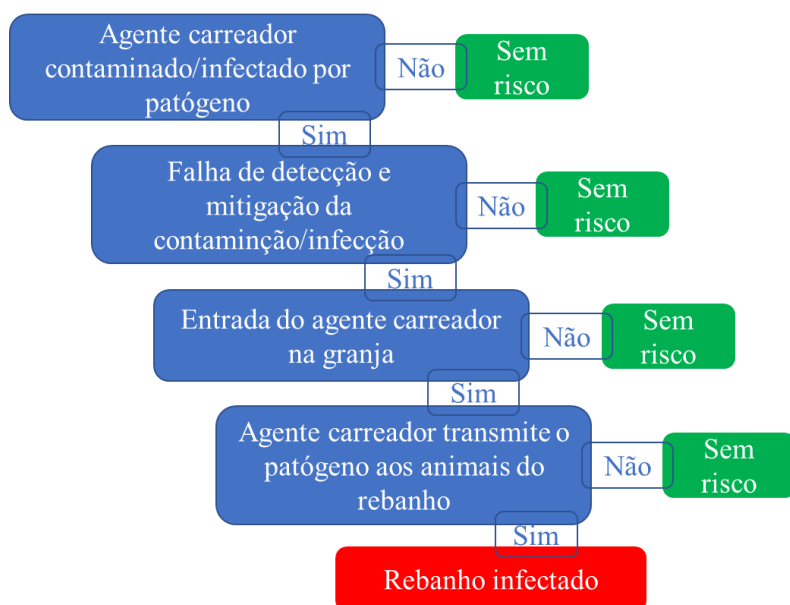 Agente carreador
contaminado/infectado por
patógeno
Não
Sem
risco
Sim
Falha de detecção e
mitigação da
contaminção/infecção
Não
Sem
risco
Sim
Entrada do agente carreador
na granja
Não
Sem
risco
Sim
Agente carreador transmite o
patógeno aos animais do
rebanho
Não
Sem
risco
Sim
Rebanho infectado